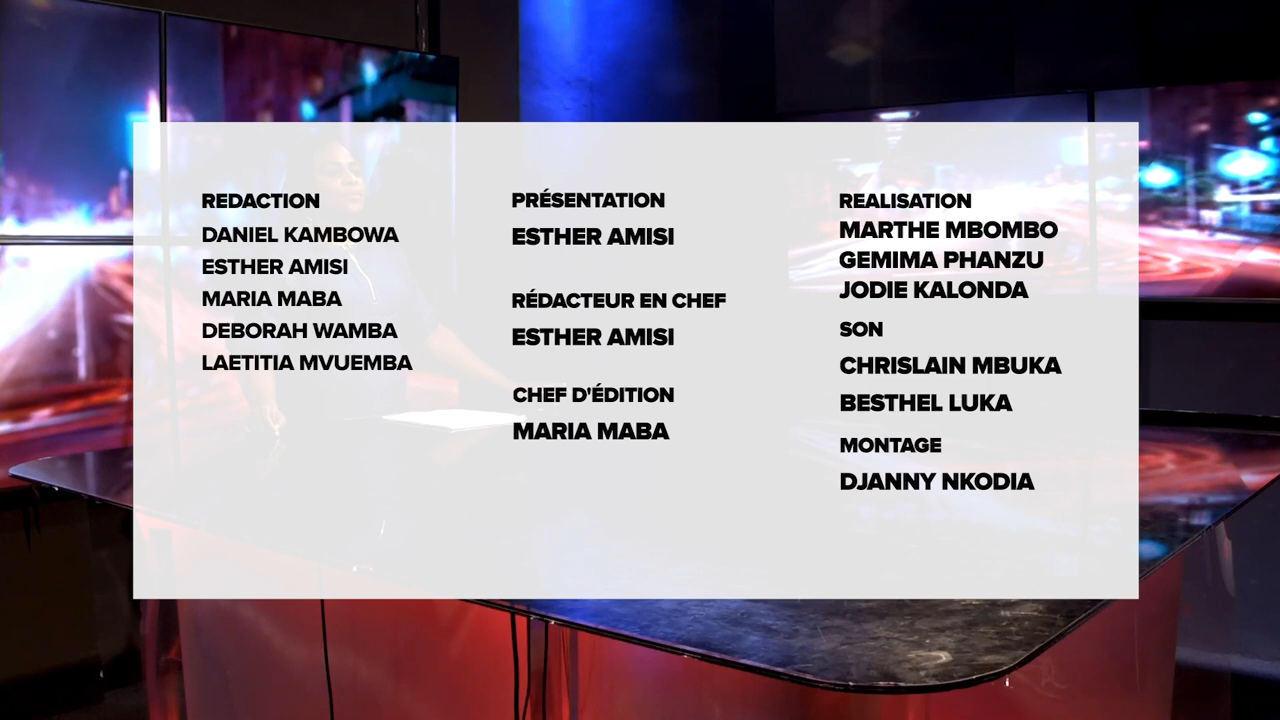 REDACTION
DANIEL KAMBOWA
ESTHER AMISI
MARIA MABA
DEBORAH WAMBA
LAETITIA MVUEMBA
PRÉSENTATION
ESTHER AMISI
RÉDACTEUR EN CHEF
ESTHER AMISI
CHEF D'ÉDITION
MARIA MABA
REALISATION
MARTHE MBOMBO
GEMIMA PHANZU
JODIE KALONDA
SON
CHRISLAIN MBUKA
BESTHEL LUKA
MONTAGE
DJANNY NKODIA